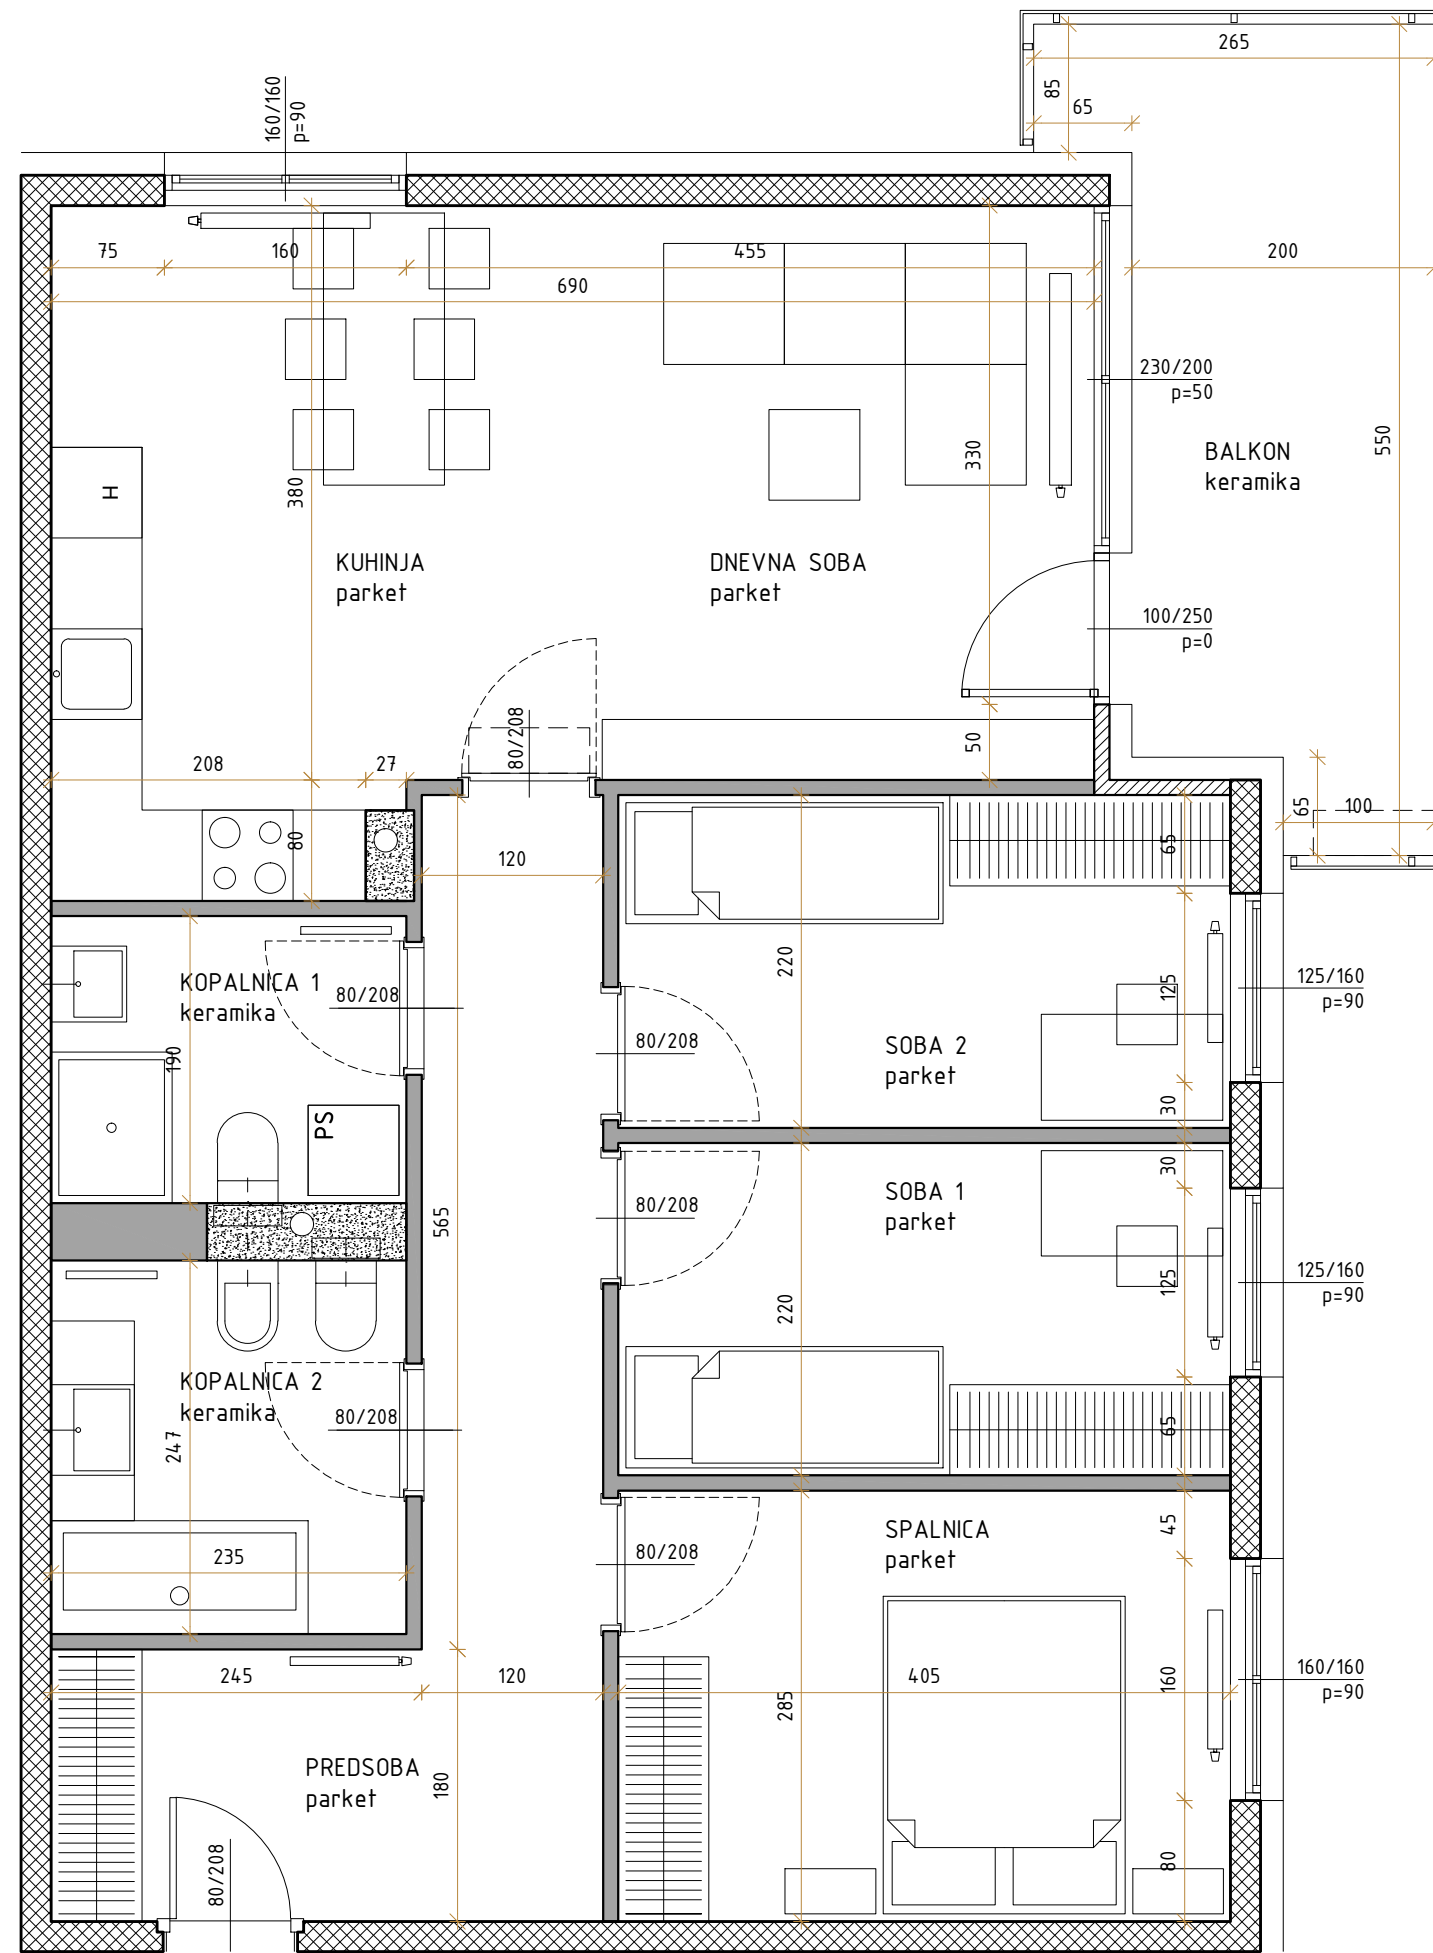 265
85
65
160/160
p=90
75
160
455
200
690
230/200
p=50
550
BALKON
keramika
330
H
380
KUHINJA
parket
DNEVNA SOBA
parket
100/250
p=0
80/208
50
208
27
65
100
80
120
65
220
KOPALNICA 1
keramika
80/208
125
125/160
p=90
190
80/208
SOBA 2
parket
30
PS
30
80/208
SOBA 1
parket
565
125
125/160
p=90
220
KOPALNICA 2
keramika
80/208
65
247
SPALNICA
parket
45
235
80/208
245
120
405
285
160
160/160
p=90
PREDSOBA
parket
180
80/208
80